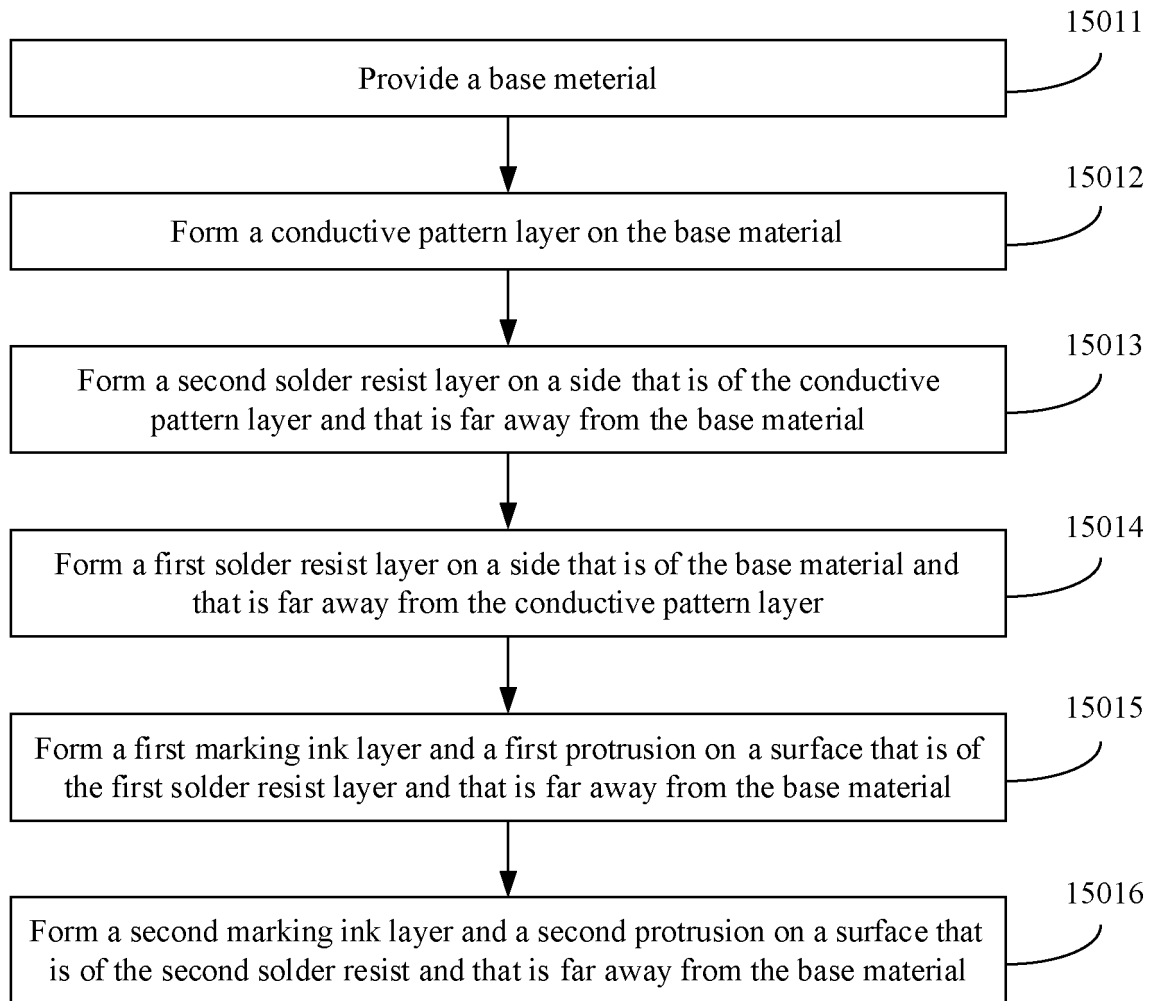 15011
Provide a base meterial
15012
Form a conductive pattern layer on the base material
15013
Form a second solder resist layer on a side that is of the conductive
pattern layer and that is far away from the base material
15014
Form a first solder resist layer on a side that is of the base material and
that is far away from the conductive pattern layer
15015
Form a first marking ink layer and a first protrusion on a surface that is of
the first solder resist layer and that is far away from the base material
15016
Form a second marking ink layer and a second protrusion on a surface that
is of the second solder resist and that is far away from the base material